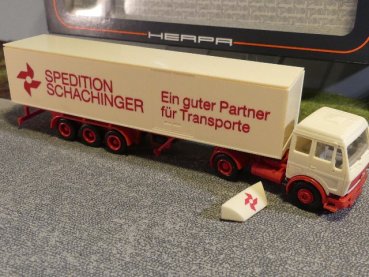 HERPA
SPEDITION
SCHACHINGER
Ein guter Partner
für Transporte